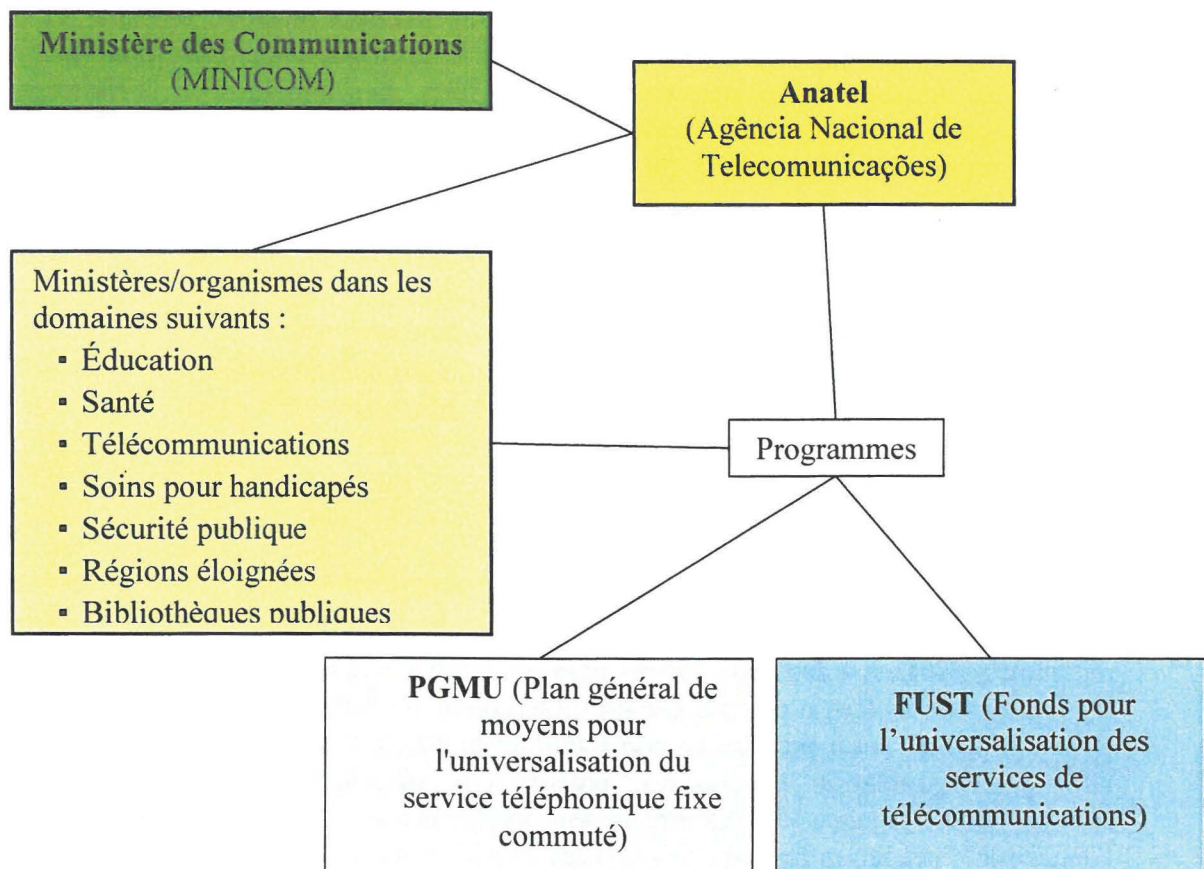 Ministère des Communications
(MINICOM)
Anatel
(Agência Nacional de
Telecomunicações)
Ministères/organismes dans les
domaines suivants :
▪ Éducation
▪ Santé
▪ Télécommunications
▪ Soins pour handicapés
▪ Sécurité publique
▪ Régions éloignées
▪ Bibliothèques publiques
Programmes
PGMU (Plan général de
moyens pour
l'universalisation du
service téléphonique fixe
commuté)
FUST (Fonds pour
l’universalisation des
services de
télécommunications)